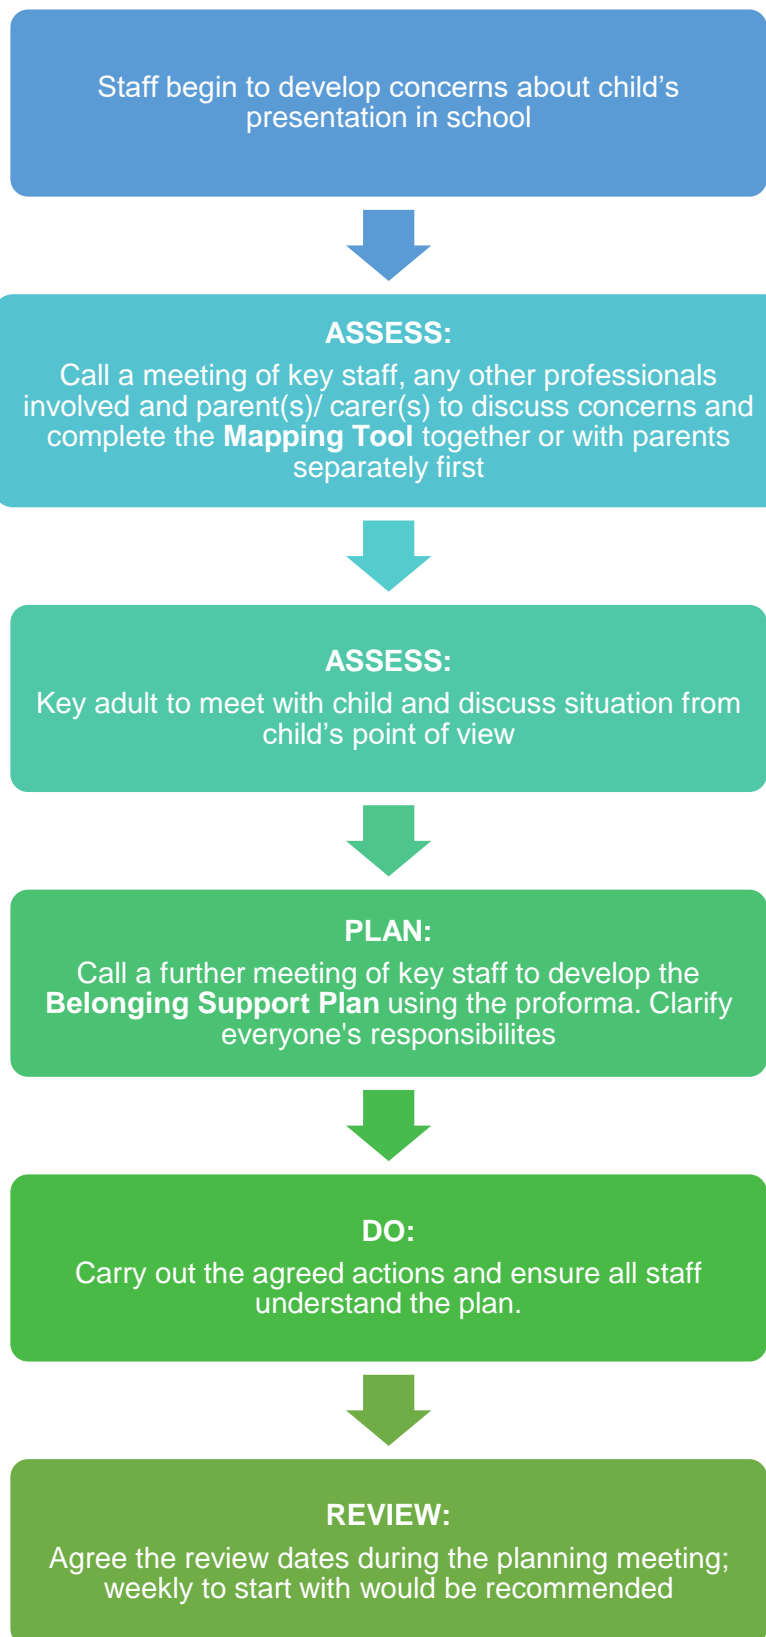 Staff begin to develop concerns about child’s
presentation in school
ASSESS:
Call a meeting of key staff, any other professionals
involved and parent(s)/ carer(s) to discuss concerns and
complete the Mapping Tool together or with parents
separately first
ASSESS:
Key adult to meet with child and discuss situation from
child’s point of view
PLAN:
Call a further meeting of key staff to develop the
Belonging Support Plan using the proforma. Clarify
everyone's responsibilites
DO:
Carry out the agreed actions and ensure all staff
understand the plan.
REVIEW:
Agree the review dates during the planning meeting;
weekly to start with would be recommended